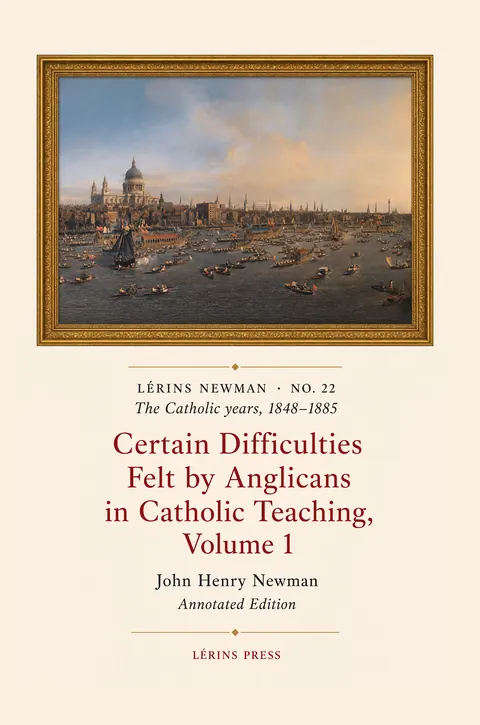 LÉRINS NEWMAN · NO. 22
The Catholic years, 1848–1885
Certain Difficulties
Felt by Anglicans
in Catholic Teaching,
Volume 1
John Henry Newman
Annotated Edition
LÉRINS PRESS